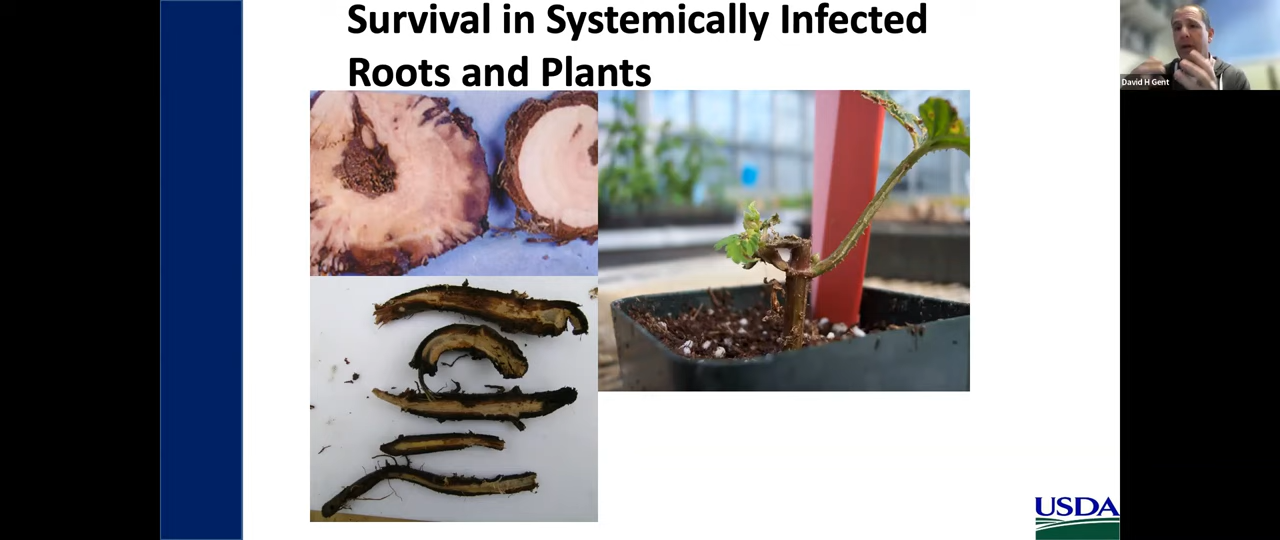 Survival in Systemically Infected
Roots and Plants
David H Gent
USDA